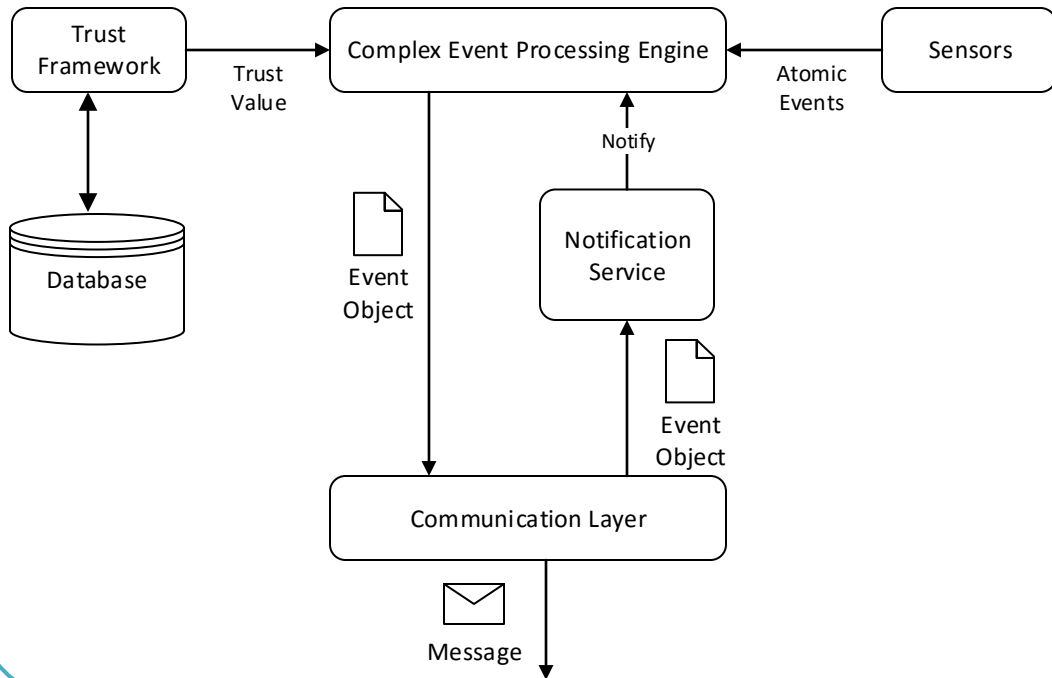 Trust
Framework
Trust
Value
Complex Event Processing Engine
Atomic
Events
Sensors
Notify
Database
Event
Object
Notification
Service
Event
Object
Communication Layer
Message